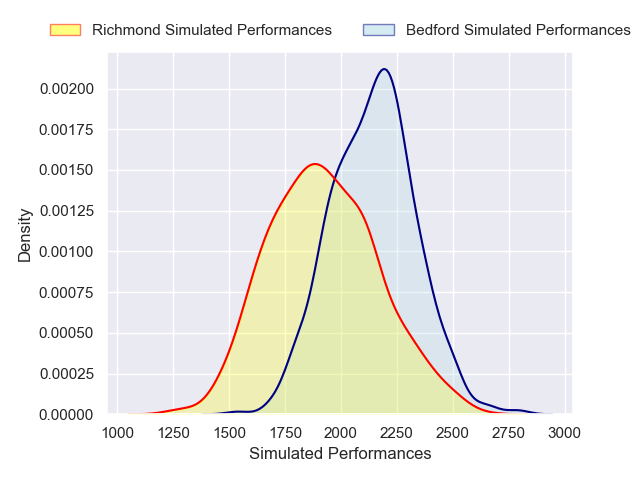 Richmond Simulated Performances
Bedford Simulated Performances
0.00200
0.00175
0.00150
0.00125
0.00100
0.00075
0.00050
0.00025
0.00000
Density
1000 1250 1500 1750 2000 2250 2500 2750 3000
Simulated Performances